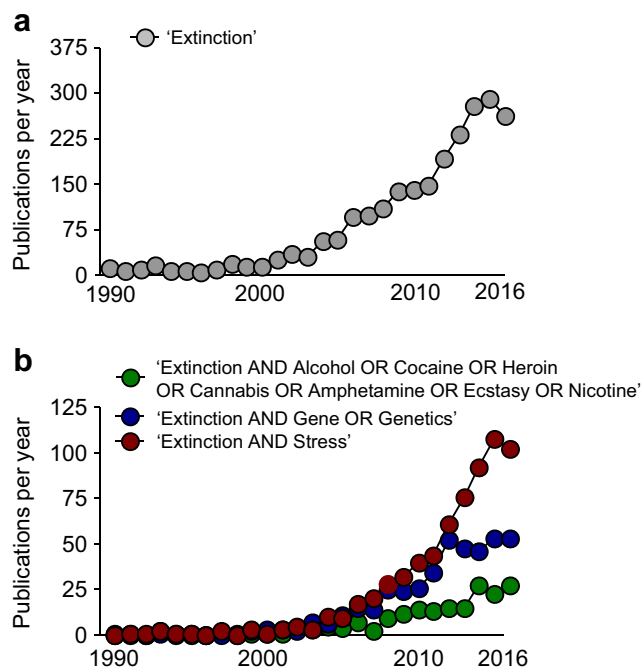 a
‘Extinction’
375
300
225
150
75
0
Publications per year
1990
2000
2010
2016
b
‘Extinction AND Alcohol OR Cocaine OR Heroin
OR Cannabis OR Amphetamine OR Ecstasy OR Nicotine’
‘Extinction AND Gene OR Genetics’
‘Extinction AND Stress’
125
100
75
50
25
0
Publications per year
1990
2000
2010
2016